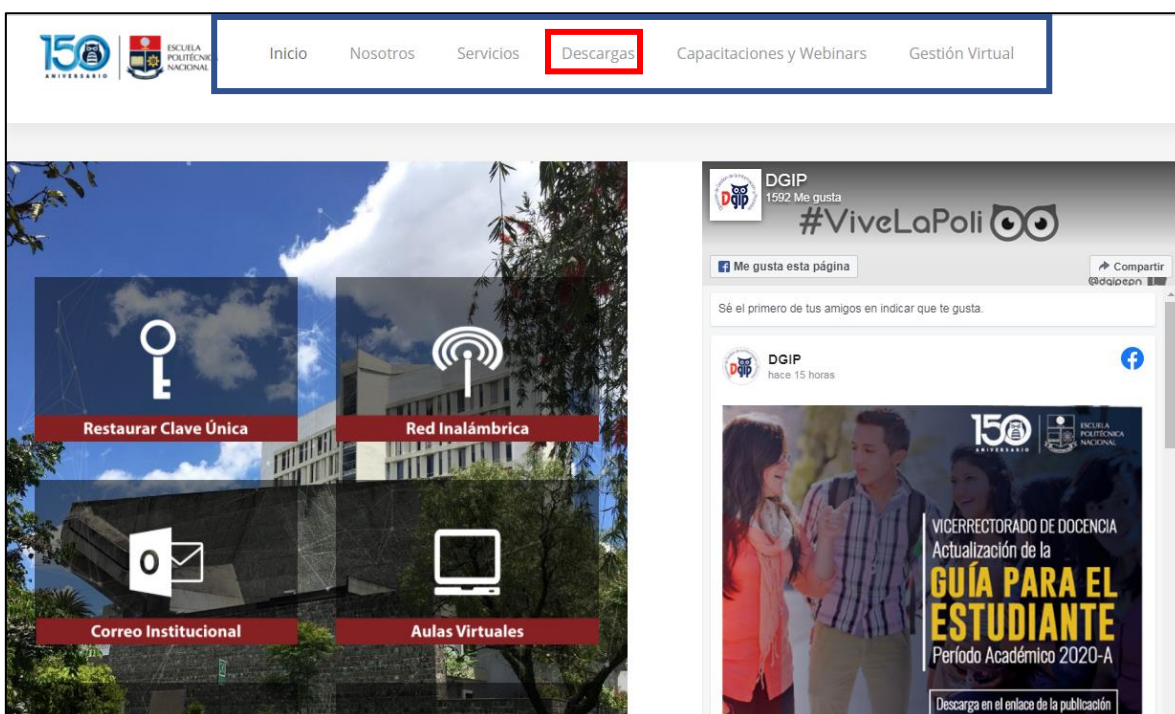 150
ANIVERSARIO
ESCUELA
POLITÉCNICA
NACIONAL
Inicio Nosotros Servicios Descargas Capacitaciones y Webinars Gestión Virtual
Restaurar Clave Única
Red Inalámbrica
Correo Institucional
Aulas Virtuales
DGIP
1592 Me gusta
#ViveLaPoli
Me gusta esta página
Compartir
@dgipepn
Sé el primero de tus amigos en indicar que te gusta.
DGIP
hace 15 horas
150
ANIVERSARIO
ESCUELA
POLITÉCNICA
NACIONAL
VICERRECTORADO DE DOCENCIA
Actualización de la
GUÍA PARA EL
ESTUDIANTE
Período Académico 2020-A
Descarga en el enlace de la publicación